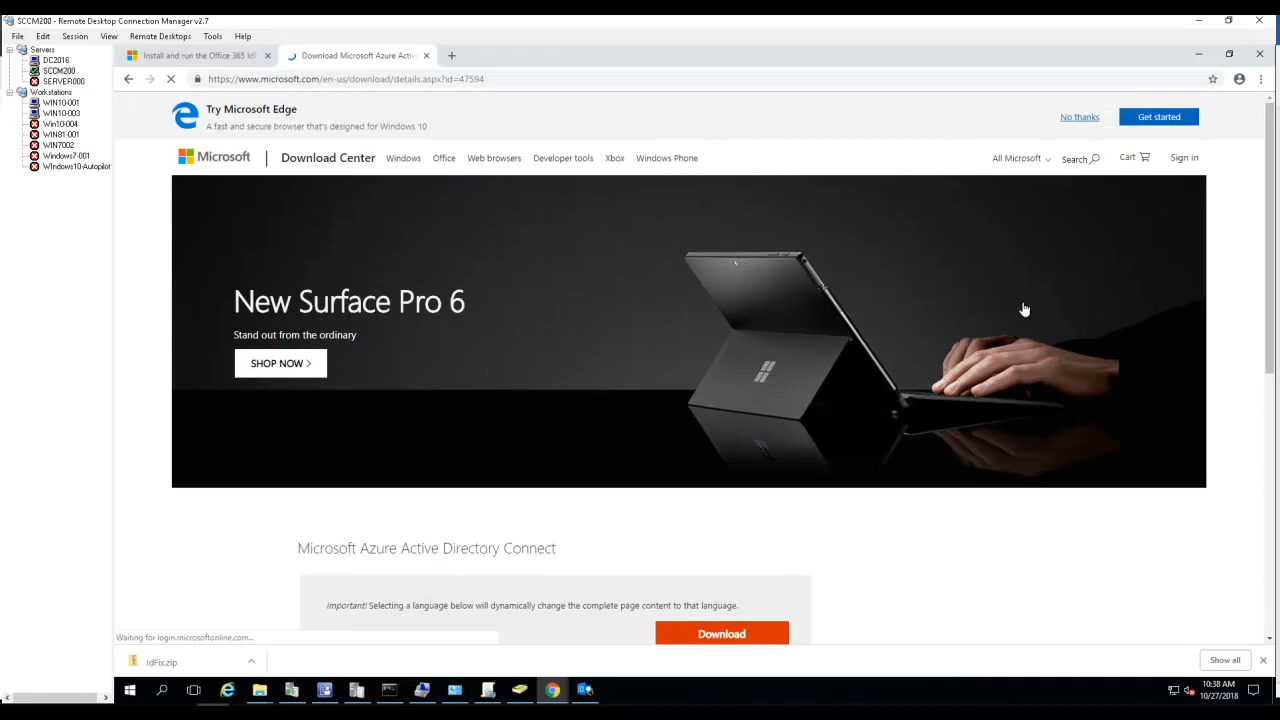 SCCM200 - Remote Desktop Connection Manager v2.7
File Edit Session View Remote Desktops Tools Help
Servers
DC2016
SCCM200
SERVER000
Workstations
WIN10-001
WIN10-003
Win10-004
WIN81-001
WIN7002
Windows7-001
Windows10-Autopilot
Install and run the Office 365 IdF
Download Microsoft Azure Active
https://www.microsoft.com/en-us/download/details.aspx?id=47594
Try Microsoft Edge
A fast and secure browser that's designed for Windows 10
No thanks
Get started
Microsoft
Download Center Windows Office Web browsers Developer tools Xbox Windows Phone
All Microsoft Search Cart Sign in
New Surface Pro 6
Stand out from the ordinary
SHOP NOW >
Microsoft Azure Active Directory Connect
Important! Selecting a language below will dynamically change the complete page content to that language.
Download
Waiting for login.microsoftonline.com...
IdFix.zip
Show all
10:38 AM
10/27/2018